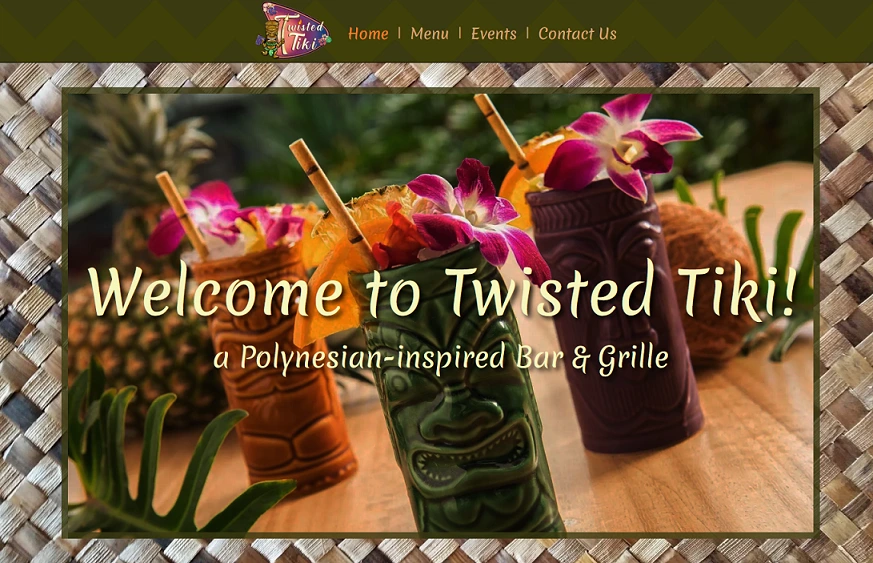 Twisted
Tiki
Home | Menu | Events | Contact Us
Welcome to Twisted Tiki!
a Polynesian-inspired Bar & Grille